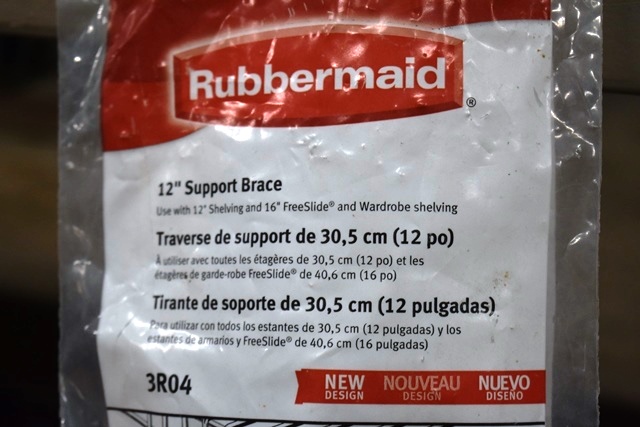 Rubbermaid®
12" Support Brace
Use with 12" Shelving and 16" FreeSlide® and Wardrobe shelving
Traverse de support de 30,5 cm (12 po)
À utiliser avec toutes les étagères de 30,5 cm (12 po) et les
étagères de garde-robe FreeSlide® de 40,6 cm (16 po)
Tirante de soporte de 30,5 cm (12 pulgadas)
Para utilizar con todos los estantes de 30,5 cm (12 pulgadas) y los
estantes de armarios y FreeSlide® de 40,6 cm (16 pulgadas)
3R04
NEW DESIGN
NOUVEAU DESIGN
NUEVO DISEÑO